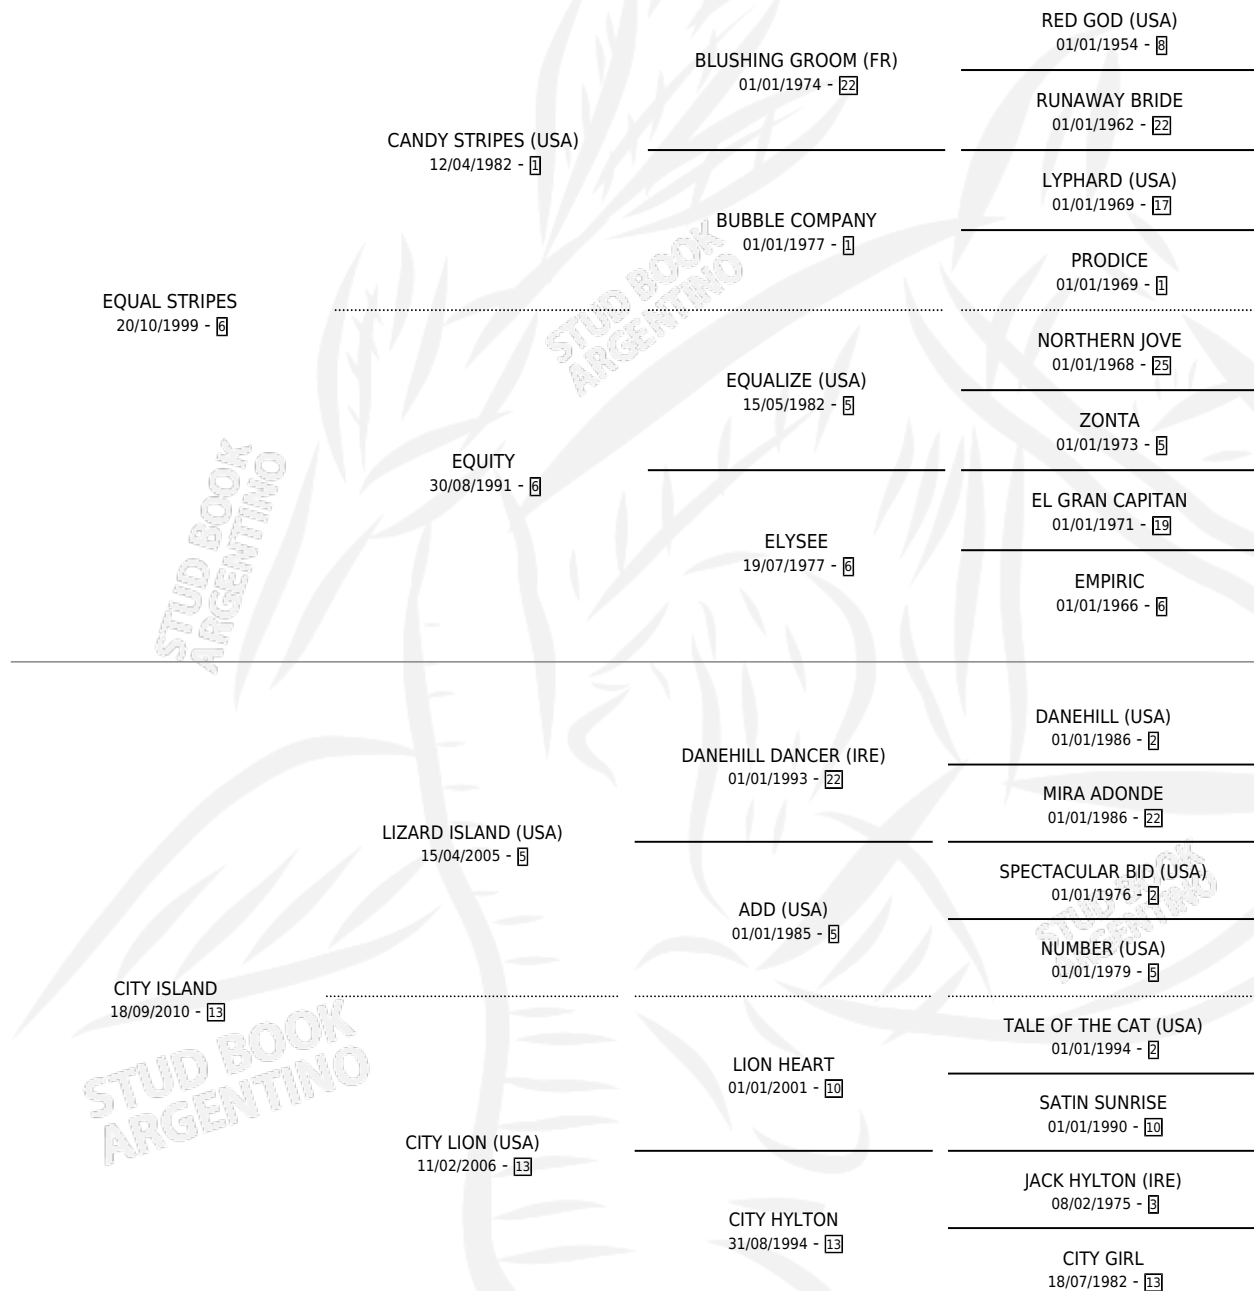 RED GOD (USA)
01/01/1954 - 8
BLUSHING GROOM (FR)
01/01/1974 - 22
RUNAWAY BRIDE
01/01/1962 - 22
CANDY STRIPES (USA)
12/04/1982 - 1
LYPHARD (USA)
01/01/1969 - 17
BUBBLE COMPANY
01/01/1977 - 1
PRODICE
01/01/1969 - 1
EQUAL STRIPES
20/10/1999 - 6
STUD BOOK
ARGENTINO
NORTHERN JOVE
01/01/1968 - 25
EQUALIZE (USA)
15/05/1982 - 5
ZONTA
01/01/1973 - 5
EQUITY
30/08/1991 - 6
EL GRAN CAPITAN
01/01/1971 - 19
ELYSEE
19/07/1977 - 6
EMPIRIC
01/01/1966 - 6
STUD BOOK
ARGENTINO
DANEHILL (USA)
01/01/1986 - 2
DANEHILL DANCER (IRE)
01/01/1993 - 22
MIRA ADONDE
01/01/1986 - 22
LIZARD ISLAND (USA)
15/04/2005 - 5
SPECTACULAR BID (USA)
01/01/1976 - 2
ADD (USA)
01/01/1985 - 5
NUMBER (USA)
01/01/1979 - 5
STUD BOOK
ARGENTINO
CITY ISLAND
18/09/2010 - 13
STUD BOOK
ARGENTINO
TALE OF THE CAT (USA)
01/01/1994 - 2
LION HEART
01/01/2001 - 10
SATIN SUNRISE
01/01/1990 - 10
CITY LION (USA)
11/02/2006 - 13
JACK HYLTON (IRE)
08/02/1975 - 3
CITY HYLTON
31/08/1994 - 13
CITY GIRL
18/07/1982 - 13